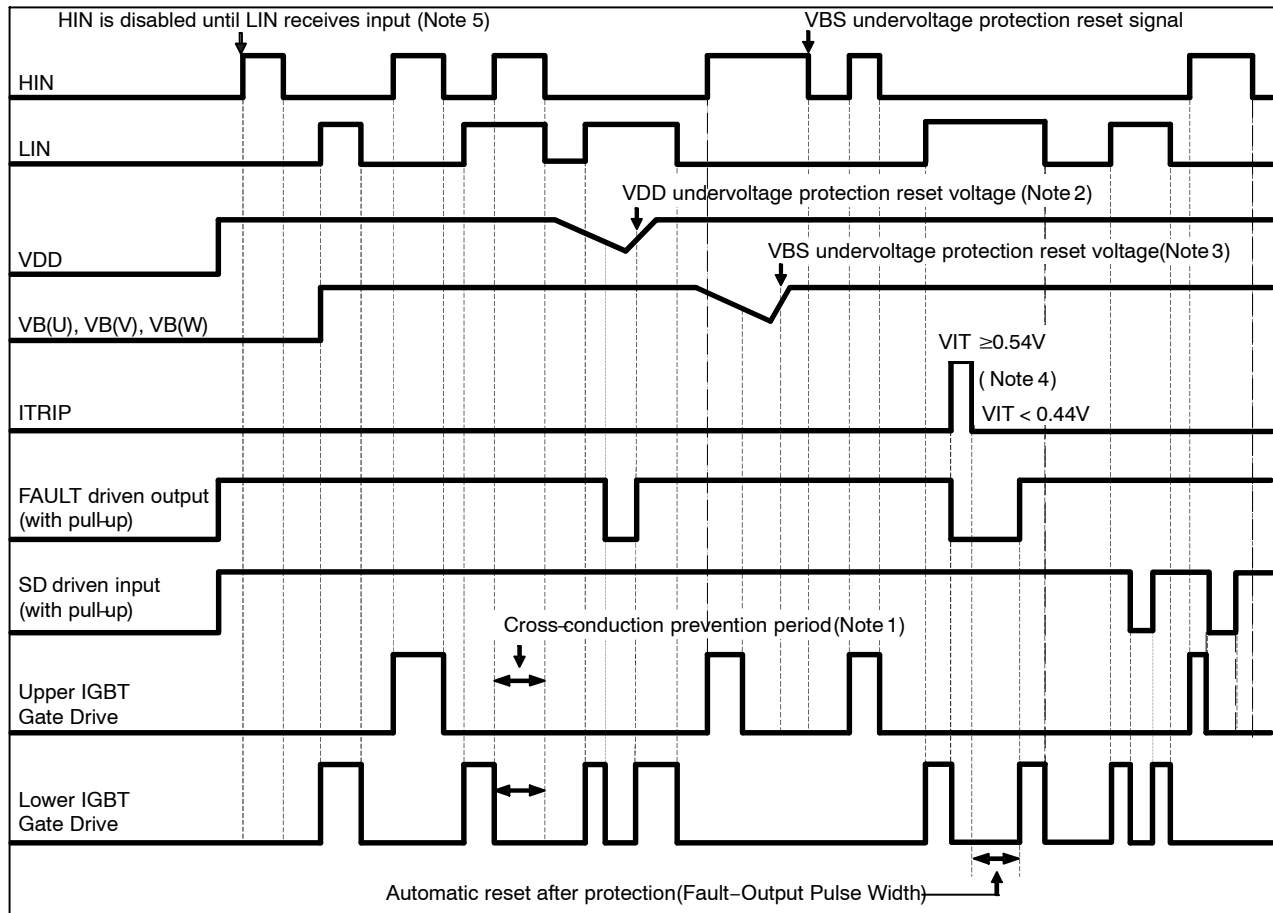 HIN is disabled until LIN receives input (Note 5)
VBS undervoltage protection reset signal
HIN
LIN
VDD undervoltage protection reset voltage (Note 2)
VDD
VBS undervoltage protection reset voltage(Note 3)
VB(U), VB(V), VB(W)
VIT ≥0.54V
( Note 4)
VIT < 0.44V
ITRIP
FAULT driven output
(with pull-up)
SD driven input
(with pull-up)
Cross-conduction prevention period(Note 1)
Upper IGBT
Gate Drive
Lower IGBT
Gate Drive
Automatic reset after protection(Fault-Output Pulse Width)